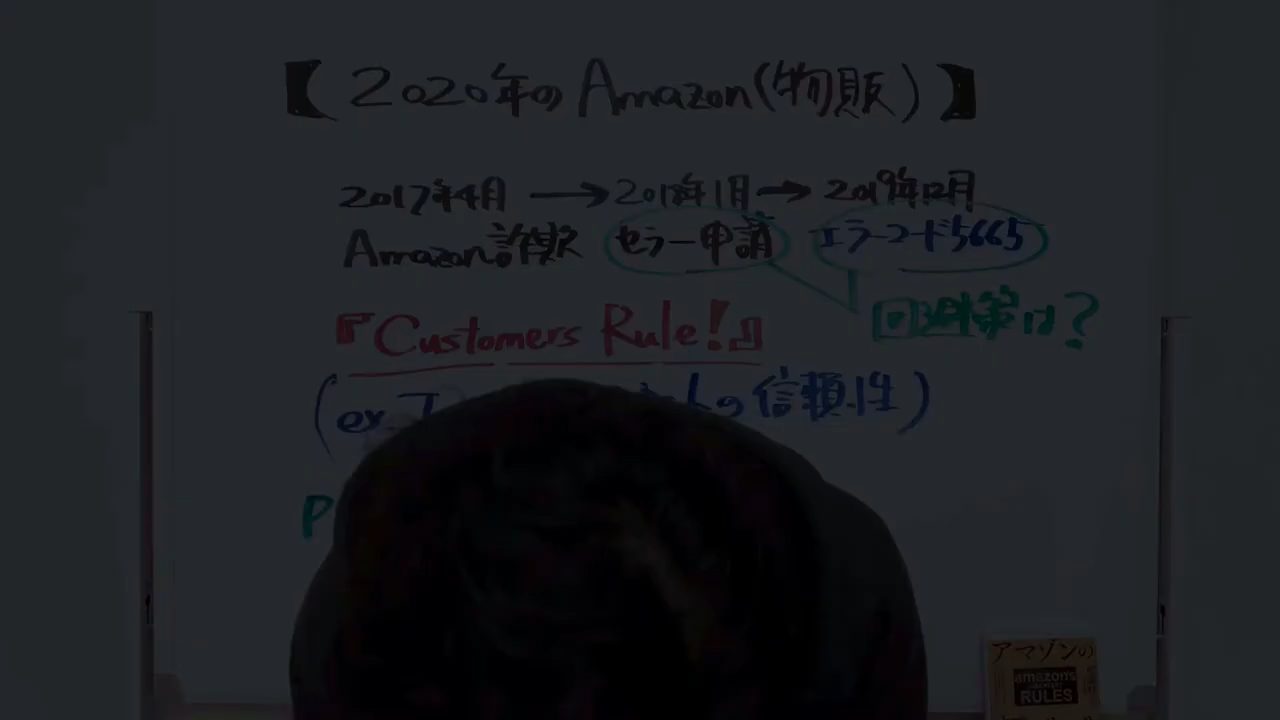 【2020年のAmazon(物販)】
2017年4月 → 2018年1月 → 2019年12月
Amazon詐欺 セラー申請 エラーコード5665
『Customers Rule!』 回避策は?
(ex の信頼性)
P
アマゾンの
amazon's
RULES